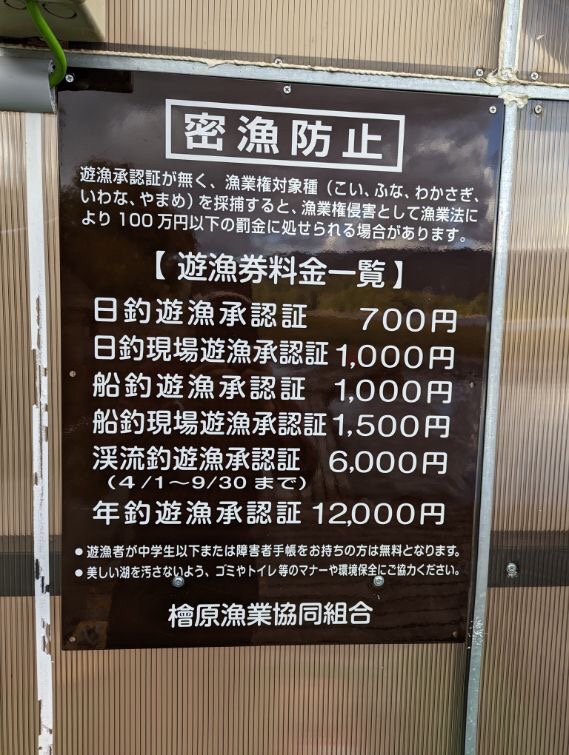 密漁防止
遊漁承認証が無く、漁業権対象種（こい、ふな、わかさぎ、
いわな、やまめ）を採捕すると、漁業権侵害として漁業法に
より100万円以下の罰金に処せられる場合があります。
【遊漁券料金一覧】
日釣遊漁承認証 700円
日釣現場遊漁承認証 1,000円
船釣遊漁承認証 1,000円
船釣現場遊漁承認証 1,500円
渓流釣遊漁承認証 6,000円
（4/1～9/30まで）
年釣遊漁承認証 12,000円
●遊漁者が中学生以下または障害者手帳をお持ちの方は無料となります。
●美しい湖を汚さないよう、ゴミやトイレ等のマナーや環境保全にご協力ください。
檜原漁業協同組合